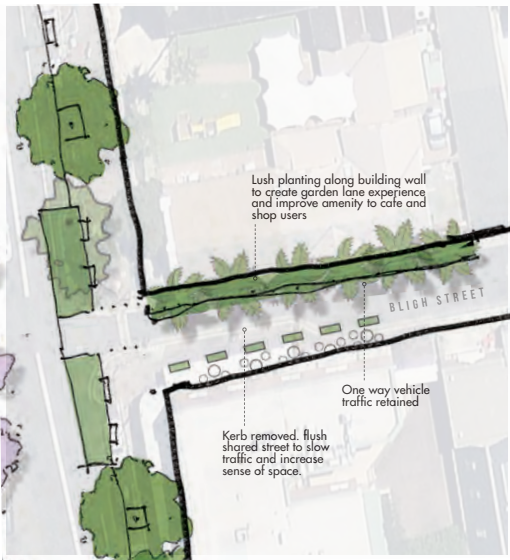 Lush planting along building wall
to create garden lane experience
and improve amenity to cafe and
shop users
BLIGH STREET
One way vehicle
traffic retained
Kerb removed. flush
shared street to slow
traffic and increase
sense of space.